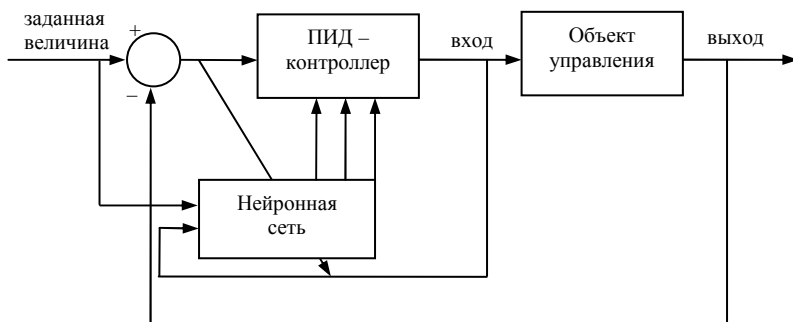 заданная
величина
+
−
ПИД –
контроллер
вход
Объект
управления
выход
Нейронная
сеть